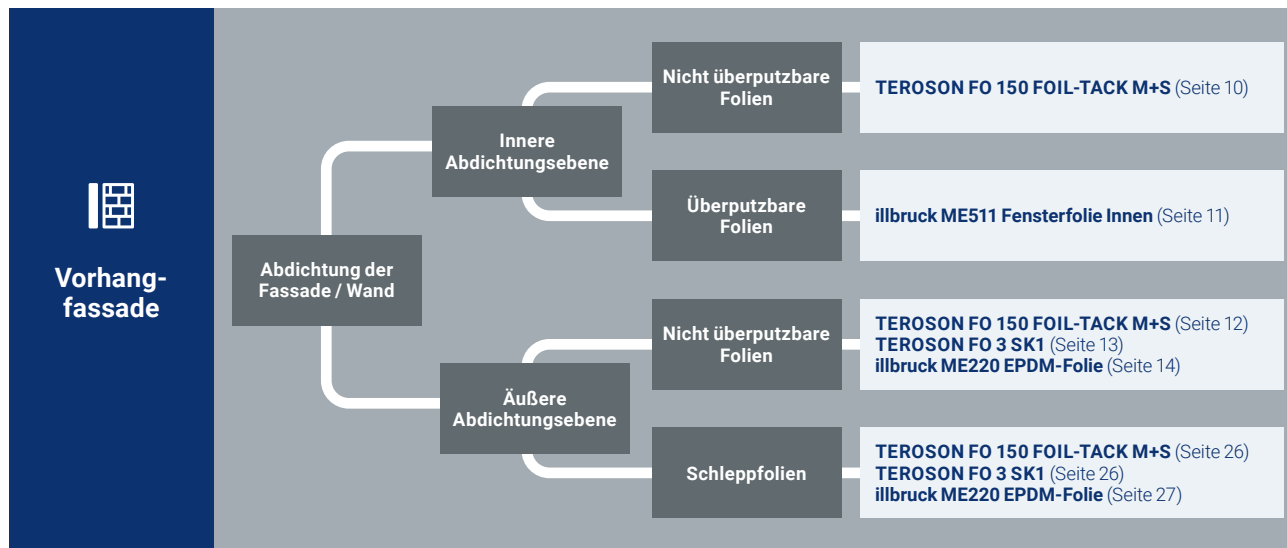 Vorhang-
fassade
Abdichtung der
Fassade / Wand
Innere
Abdichtungsebene
Nicht überputzbare
Folien
TEROSON FO 150 FOIL-TACK M+S (Seite 10)
Überputzbare
Folien
illbruck ME511 Fensterfolie Innen (Seite 11)
Äußere
Abdichtungsebene
Nicht überputzbare
Folien
TEROSON FO 150 FOIL-TACK M+S (Seite 12)
TEROSON FO 3 SK1 (Seite 13)
illbruck ME220 EPDM-Folie (Seite 14)
Schleppfolien
TEROSON FO 150 FOIL-TACK M+S (Seite 26)
TEROSON FO 3 SK1 (Seite 26)
illbruck ME220 EPDM-Folie (Seite 27)